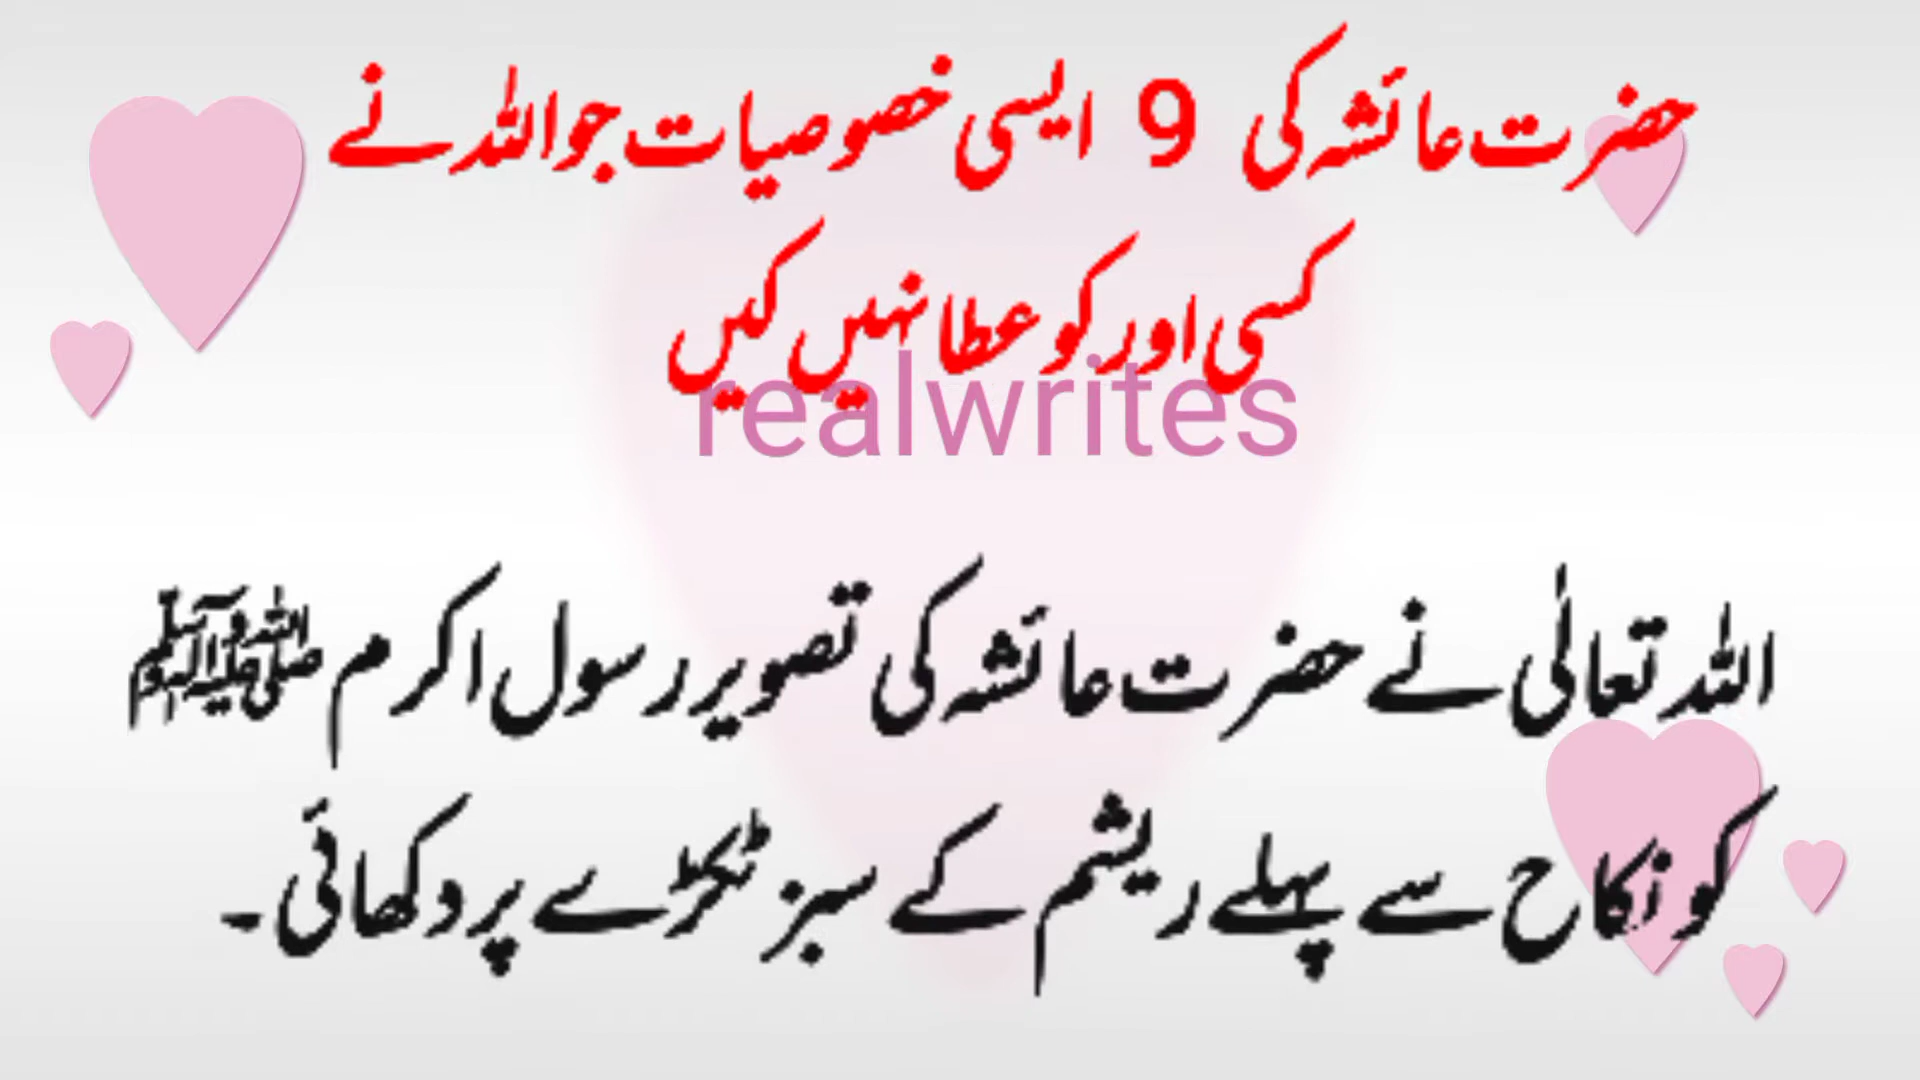 حضرت عائشہ کی 9 ایسی خصوصیات جو اللہ نے
کسی اور کو عطا نہیں کیں
realwrites
اللہ تعالٰی نے حضرت عائشہ کی تصویر رسول اکرم ﷺ
کو نکاح سے پہلے ریشم کے سبز ٹکڑے پر دکھائی۔